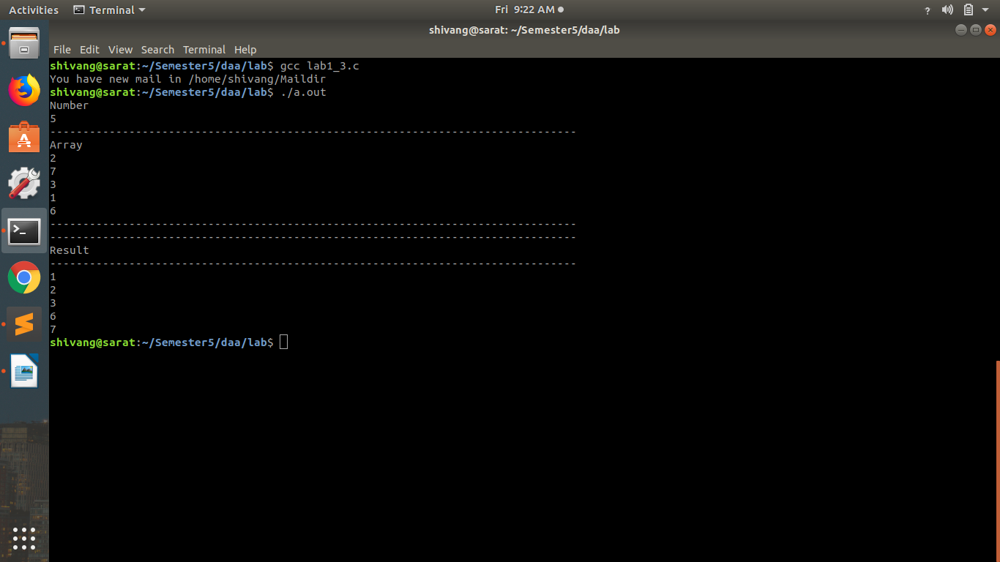 Activities Terminal Fri 9:22 AM ?
shivang@sarat: ~/Semester5/daa/lab
File Edit View Search Terminal Help
shivang@sarat:~/Semester5/daa/lab$ gcc lab1_3.c
You have new mail in /home/shivang/Maildir
shivang@sarat:~/Semester5/daa/lab$ ./a.out
Number
5
--------------------------------------------------------------------------------
Array
2
7
3
1
6
--------------------------------------------------------------------------------
--------------------------------------------------------------------------------
Result
--------------------------------------------------------------------------------
1
2
3
6
7
shivang@sarat:~/Semester5/daa/lab$